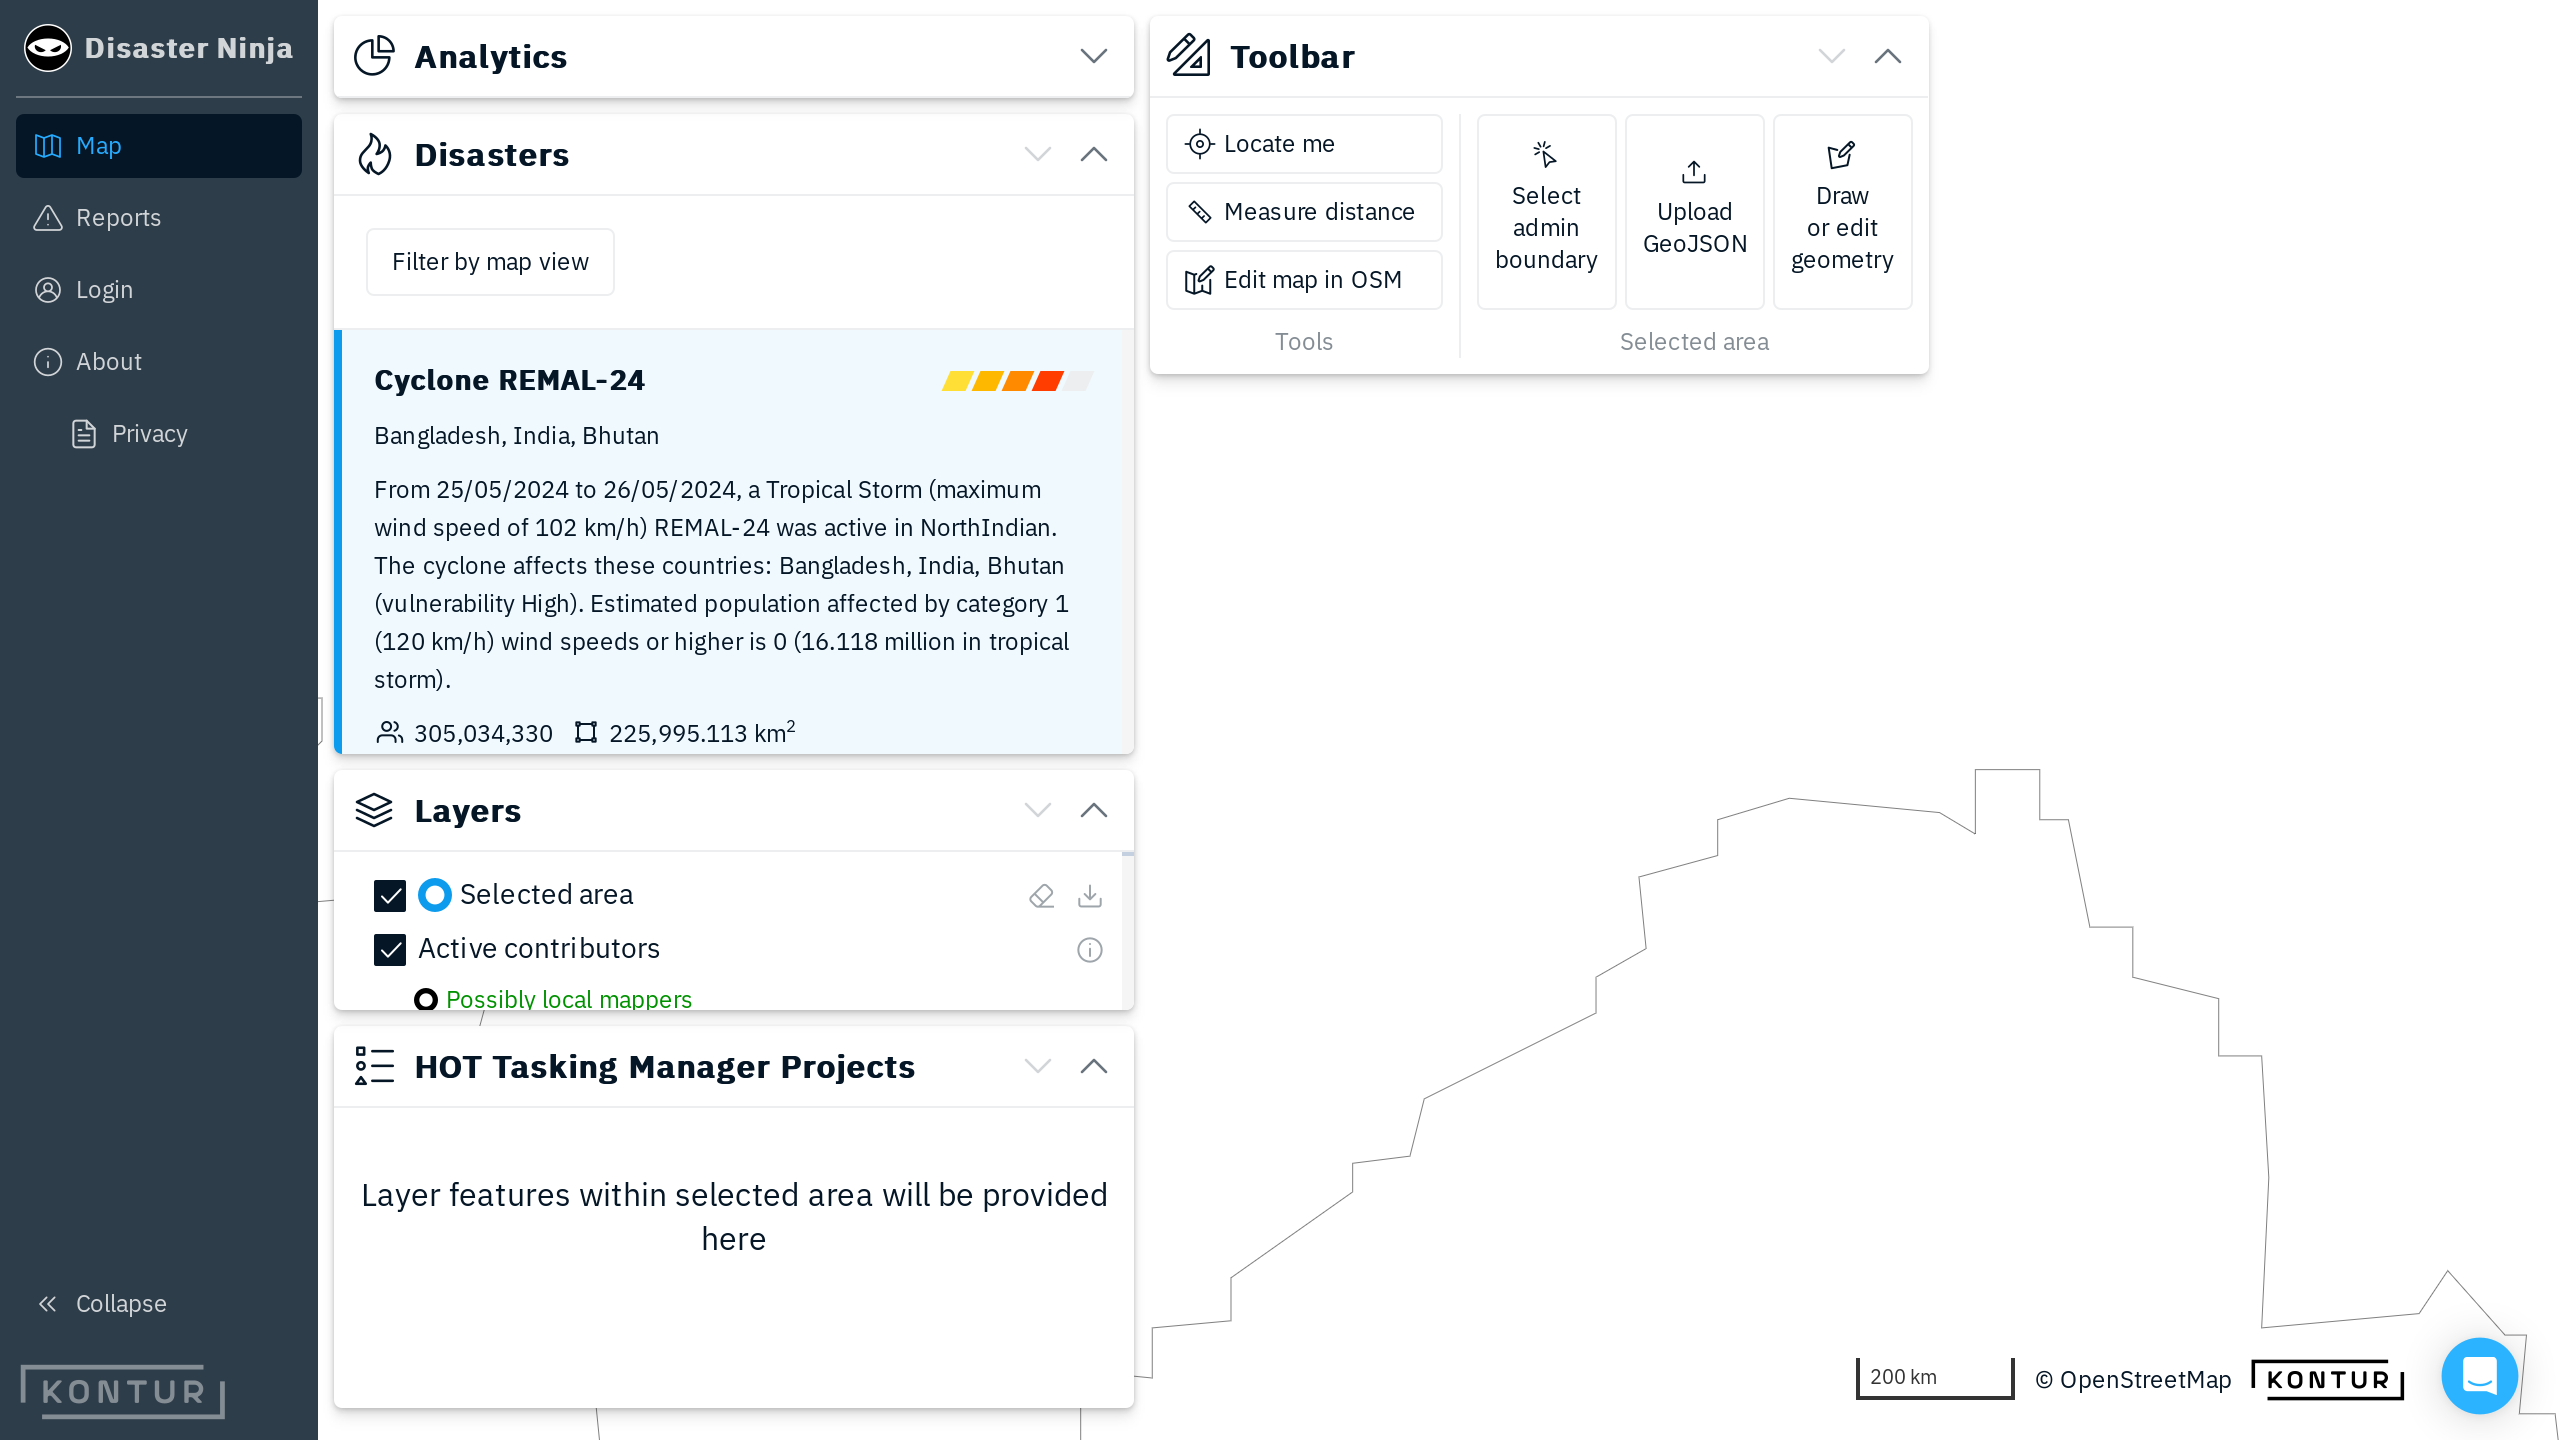 Disaster Ninja
Map
Reports
Login
About
Privacy
Collapse
KONTUR
Analytics
Disasters
Filter by map view
Cyclone REMAL-24
Bangladesh, India, Bhutan
From 25/05/2024 to 26/05/2024, a Tropical Storm (maximum
wind speed of 102 km/h) REMAL-24 was active in NorthIndian.
The cyclone affects these countries: Bangladesh, India, Bhutan
(vulnerability High). Estimated population affected by category 1
(120 km/h) wind speeds or higher is 0 (16.118 million in tropical
storm).
305,034,330 225,995.113 km²
Layers
Selected area
Active contributors
Possibly local mappers
HOT Tasking Manager Projects
Layer features within selected area will be provided
here
Toolbar
Locate me
Measure distance
Edit map in OSM
Tools
Select
admin
boundary
Upload
GeoJSON
Draw
or edit
geometry
Selected area
200 km
© OpenStreetMap
KONTUR